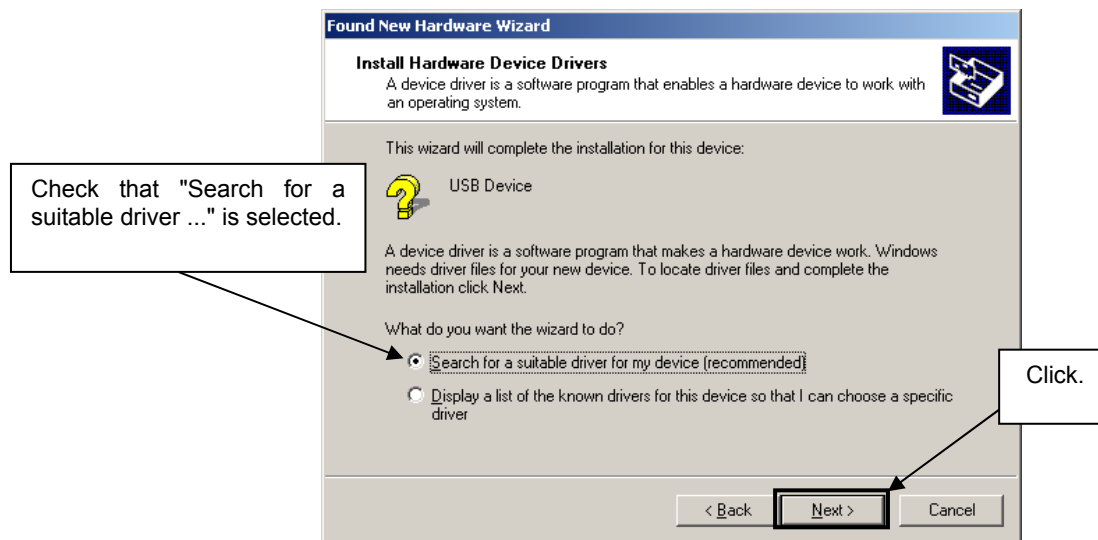 Found New Hardware Wizard
Install Hardware Device Drivers
A device driver is a software program that enables a hardware device to work with
an operating system.
This wizard will complete the installation for this device:
USB Device
Check that "Search for a
suitable driver ..." is selected.
A device driver is a software program that makes a hardware device work. Windows
needs driver files for your new device. To locate driver files and complete the
installation click Next.
What do you want the wizard to do?
Search for a suitable driver for my device (recommended)
Display a list of the known drivers for this device so that I can choose a specific
driver
Click.
< Back
Next >
Cancel